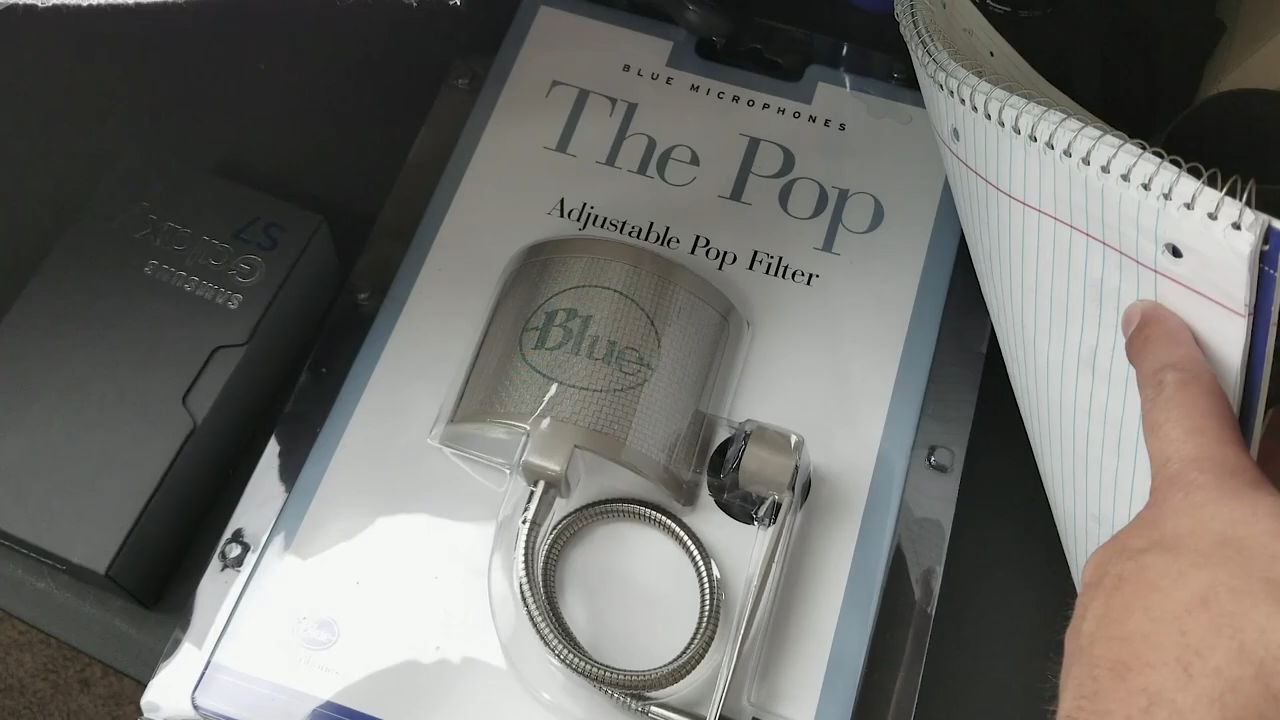 BLUE MICROPHONES
The Pop
Adjustable Pop Filter
Blue
SAMSUNG
Galaxy
S7